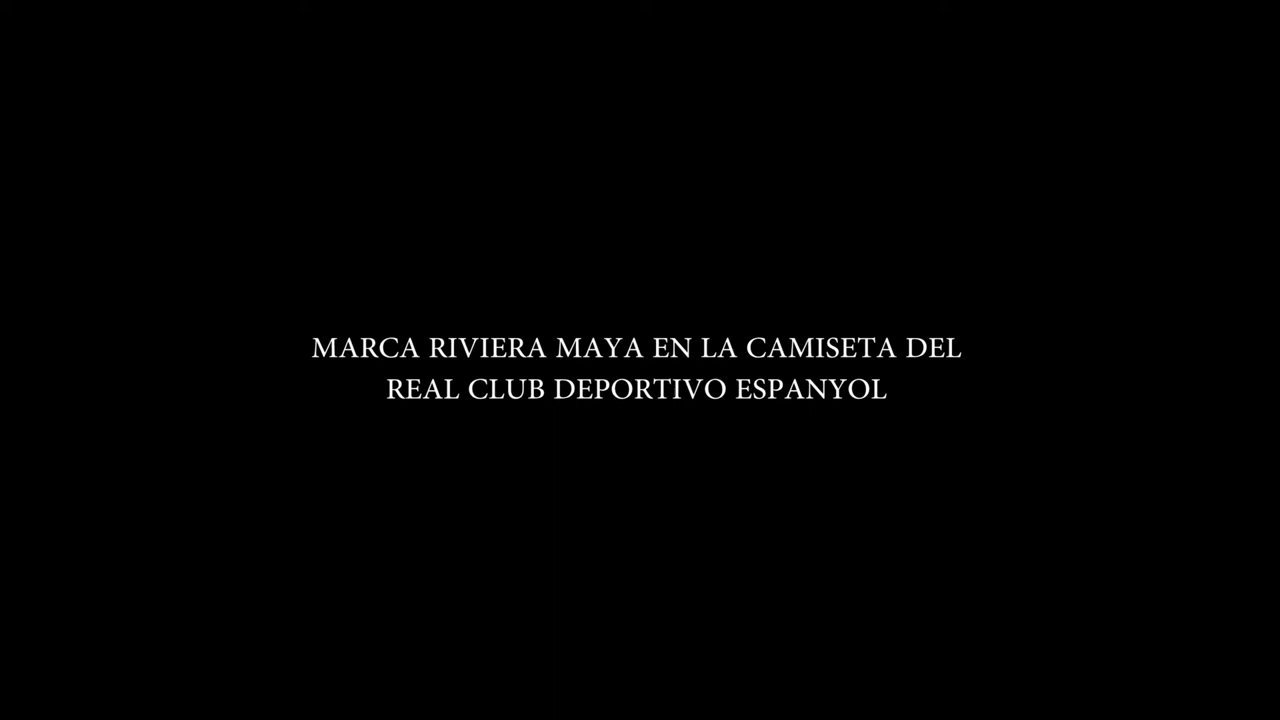 MARCA RIVIERA MAYA EN LA CAMISETA DEL
REAL CLUB DEPORTIVO ESPANYOL